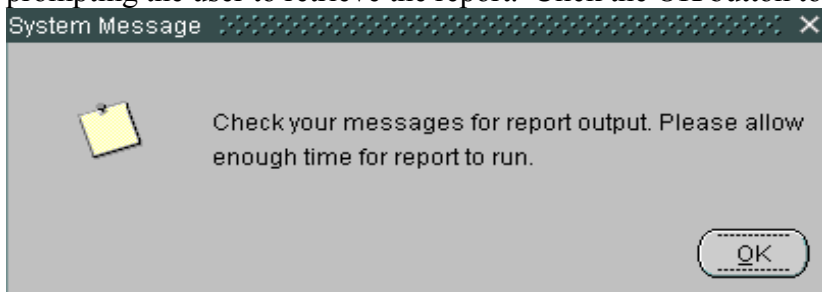 prompting the user to retrieve the report. Click the OK button to
System Message
Check your messages for report output. Please allow
enough time for report to run.
OK